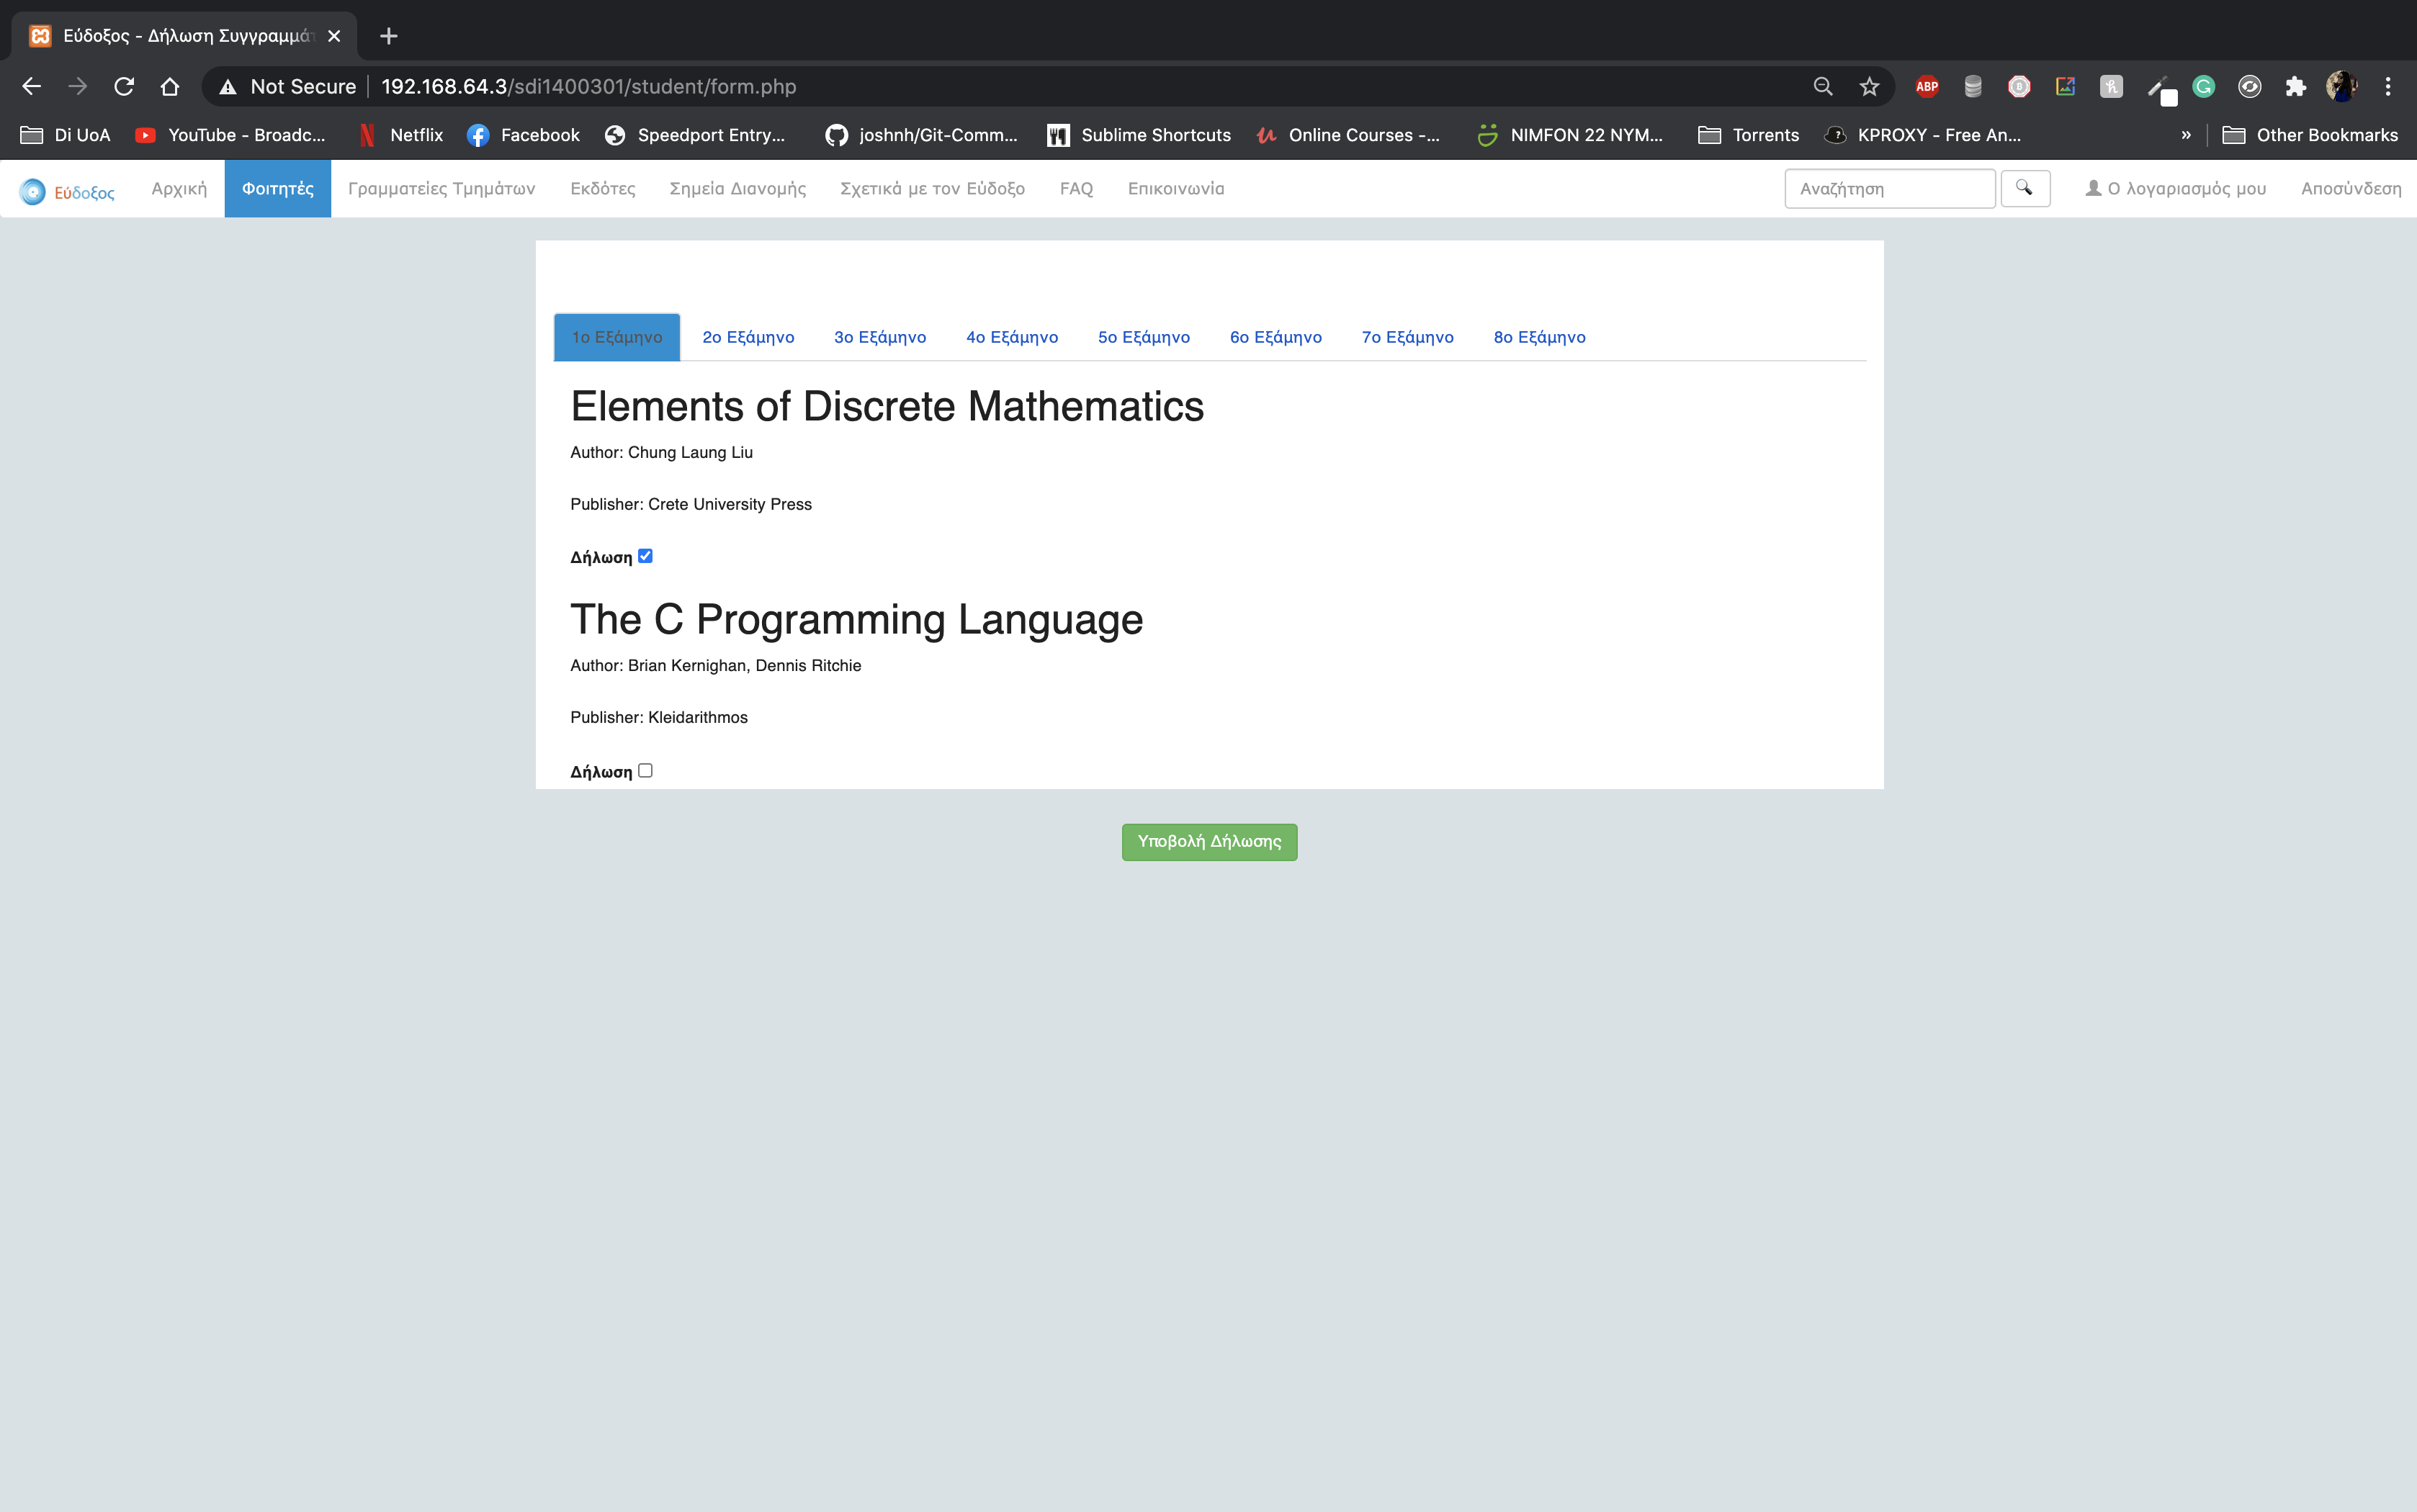 Εύδοξος - Δήλωση Συγγραμμάτ
Not Secure 192.168.64.3/sdi1400301/student/form.php
ABP
Di UoA YouTube - Broadc... Netflix Facebook Speedport Entry... joshnh/Git-Comm... Sublime Shortcuts Online Courses -... NIMFON 22 NYM... Torrents KPROXY - Free An... » Other Bookmarks
Εύδοξος Αρχική Φοιτητές Γραμματείες Τμημάτων Εκδότες Σημεία Διανομής Σχετικά με τον Εύδοξο FAQ Επικοινωνία Αναζήτηση Ο λογαριασμός μου Αποσύνδεση
1ο Εξάμηνο 2ο Εξάμηνο 3ο Εξάμηνο 4ο Εξάμηνο 5ο Εξάμηνο 6ο Εξάμηνο 7ο Εξάμηνο 8ο Εξάμηνο
Elements of Discrete Mathematics
Author: Chung Laung Liu
Publisher: Crete University Press
Δήλωση
The C Programming Language
Author: Brian Kernighan, Dennis Ritchie
Publisher: Kleidarithmos
Δήλωση
Υποβολή Δήλωσης